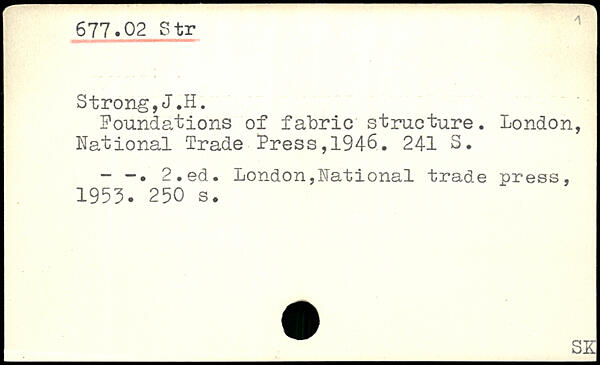 677.02 Str
1
Strong,J.H.
Foundations of fabric structure. London,
National Trade Press,1946. 241 S.
- -. 2.ed. London,National trade press,
1953. 250 s.
SK